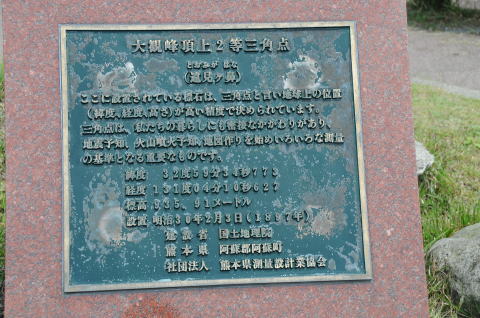 大観峰頂上2等三角点
とおみが はな
(遠見ヶ鼻)
ここに設置されている標石は、三角点と言い地球上の位置
(緯度、経度、高さ)が高い精度で決められています。
三角点は、私たちの暮らしにも密接なかかわりがあり、
地震予知、火山噴火予知、地図作りを始めいろいろな測量
の基準となる重要なものです。
緯度 32度59分34秒773
経度 131度04分10秒627
標高 935.91メートル
設置 明治30年2月3日(1897年)
建設省 国土地理院
熊本県 阿蘇郡阿蘇町
社団法人 熊本県測量設計業協会